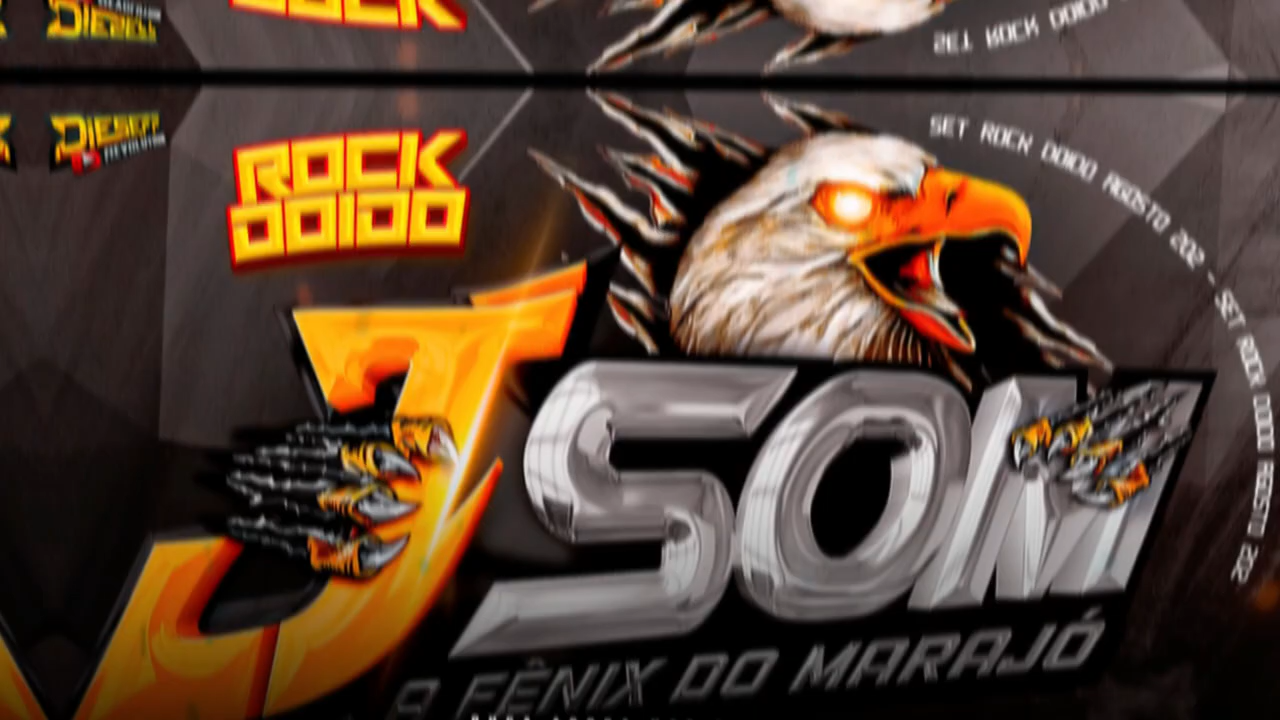 ROCK
DOIDO
SET ROCK DOIDO AGOSTO 202 - SET ROCK DOIDO AGOSTO 202
J SOM
A FÊNIX DO MARAJÓ